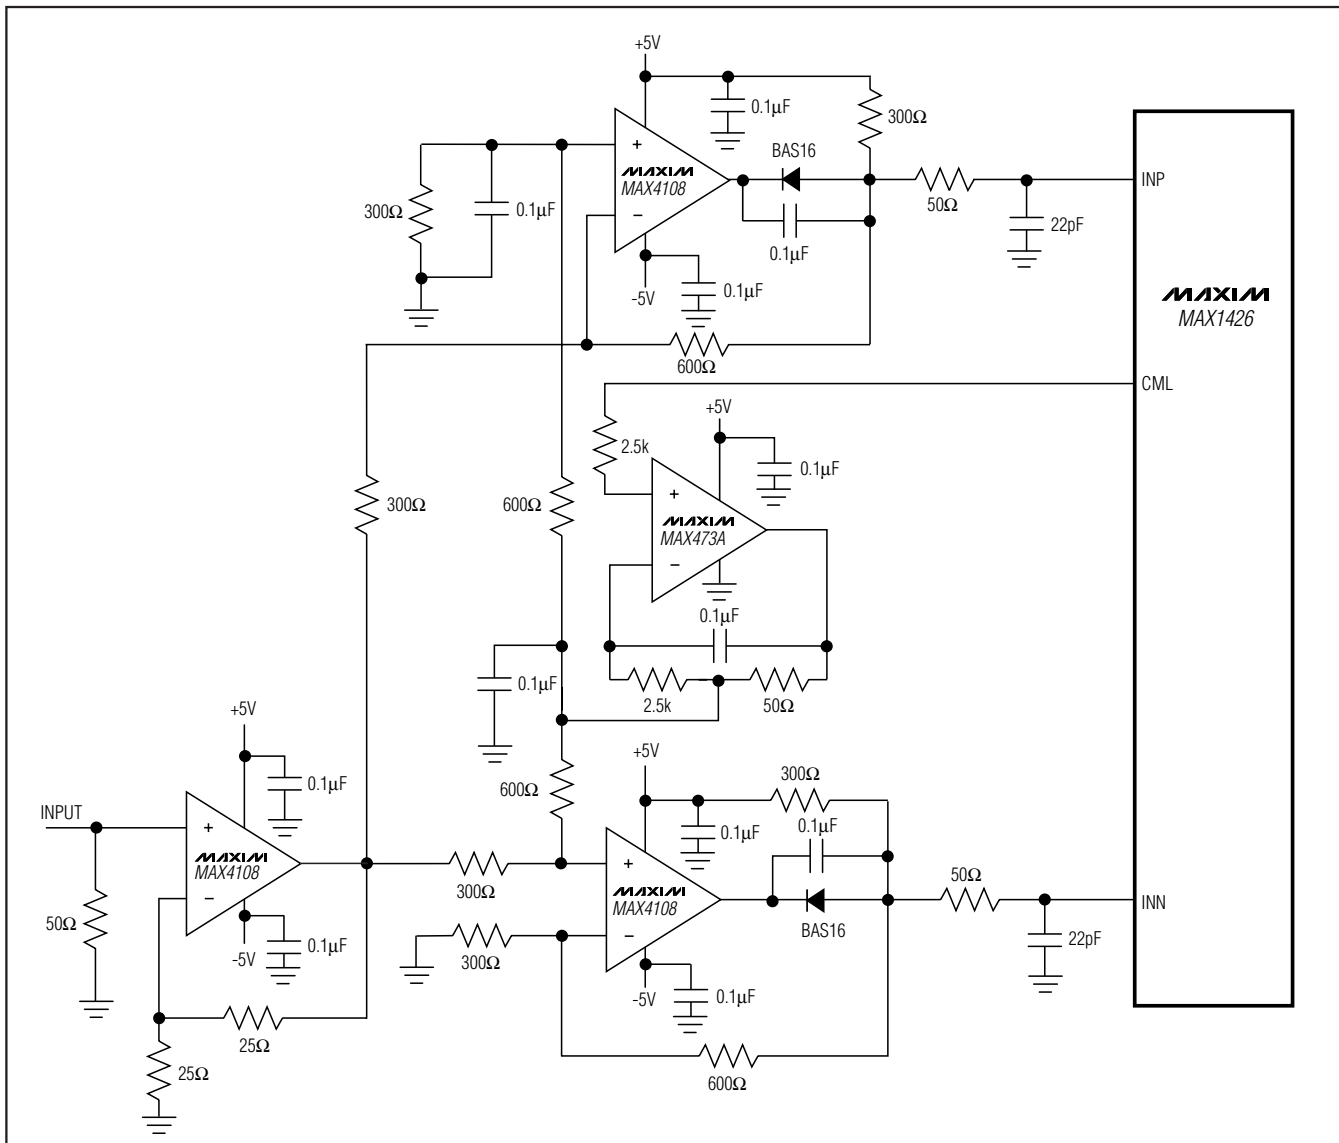 +5V
0.1µF
300Ω
BAS16
+
MAXIM
MAX4108
−
300Ω
0.1µF
0.1µF
-5V
0.1µF
50Ω
22pF
INP
MAXIM
MAX1426
600Ω
CML
+5V
2.5k
0.1µF
+
MAXIM
MAX473A
−
300Ω
600Ω
0.1µF
0.1µF
2.5k
50Ω
+5V
0.1µF
INPUT
+
MAXIM
MAX4108
−
50Ω
-5V
0.1µF
25Ω
25Ω
600Ω
+5V
300Ω
0.1µF
0.1µF
300Ω
+
MAXIM
MAX4108
−
300Ω
BAS16
50Ω
INN
22pF
-5V
0.1µF
600Ω